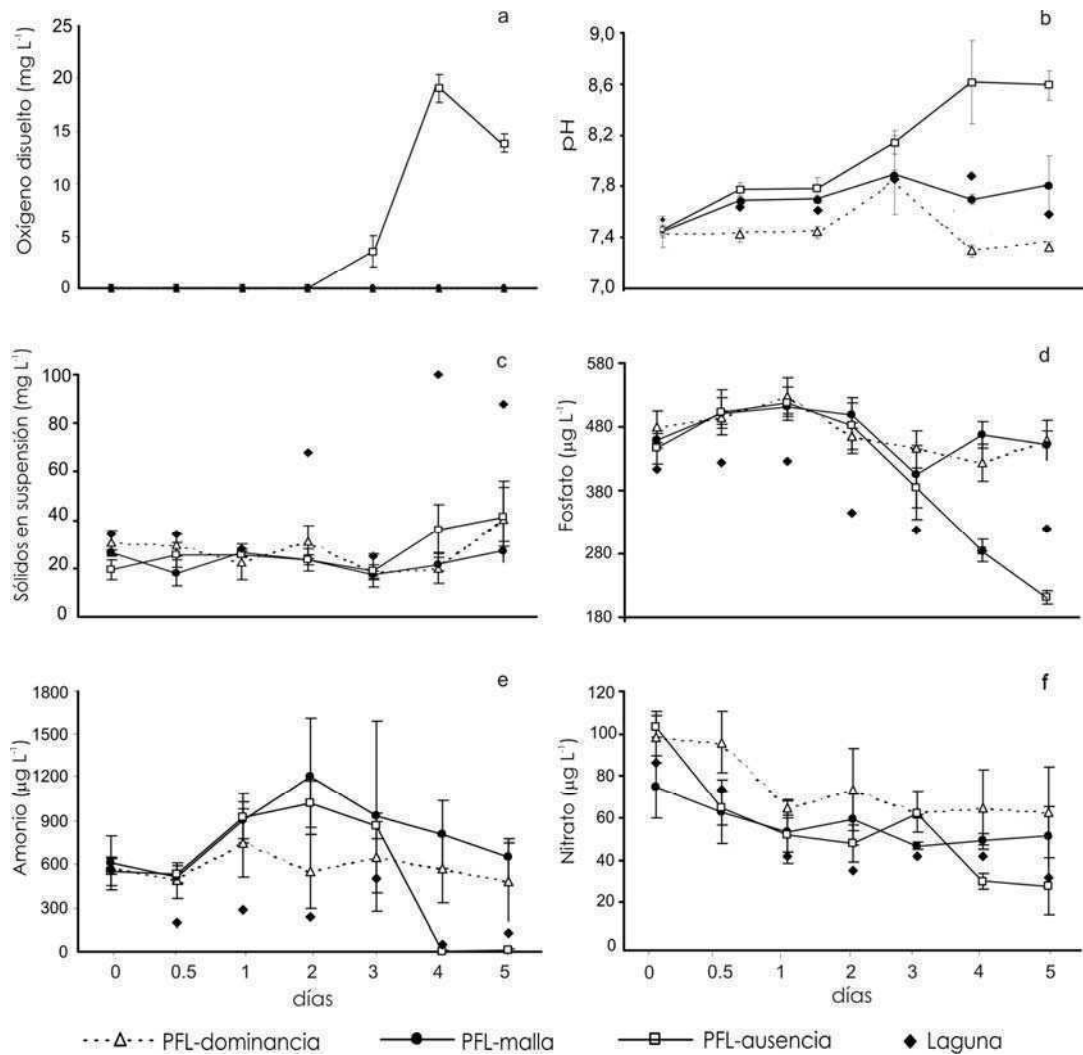 a
Oxígeno disuelto (mg L⁻¹)
25
20
15
10
5
0
b
pH
9,0
8,6
8,2
7,8
7,4
7,0
c
Sólidos en suspensión (mg L⁻¹)
100
80
60
40
20
0
d
Fosfato (µg L⁻¹)
580
480
380
280
180
e
Amonio (µg L⁻¹)
1800
1500
1200
900
600
300
0
0 0.5 1 2 3 4 5
días
f
Nitrato (µg L⁻¹)
120
100
80
60
40
20
0
0 0.5 1 2 3 4 5
días
PFL-dominancia PFL-malla PFL-ausencia Laguna